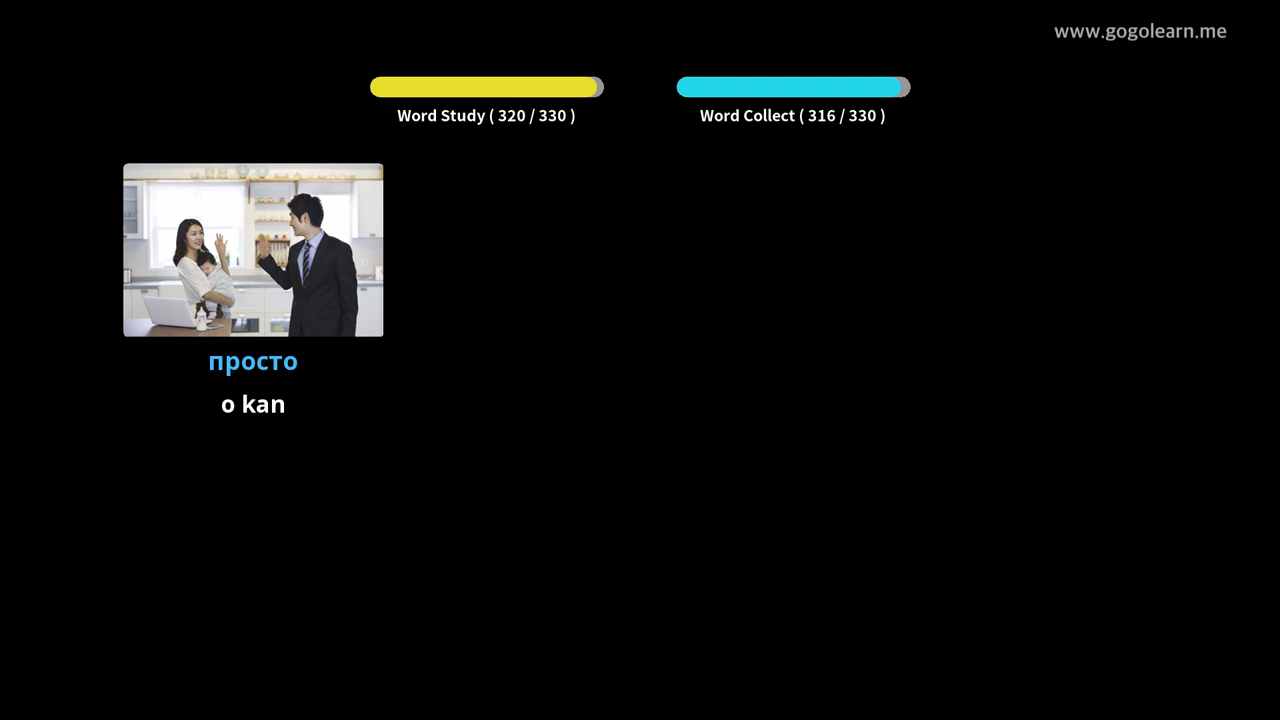 www.gogolearn.me
Word Study ( 320 / 330 )
Word Collect ( 316 / 330 )
просто
o kan